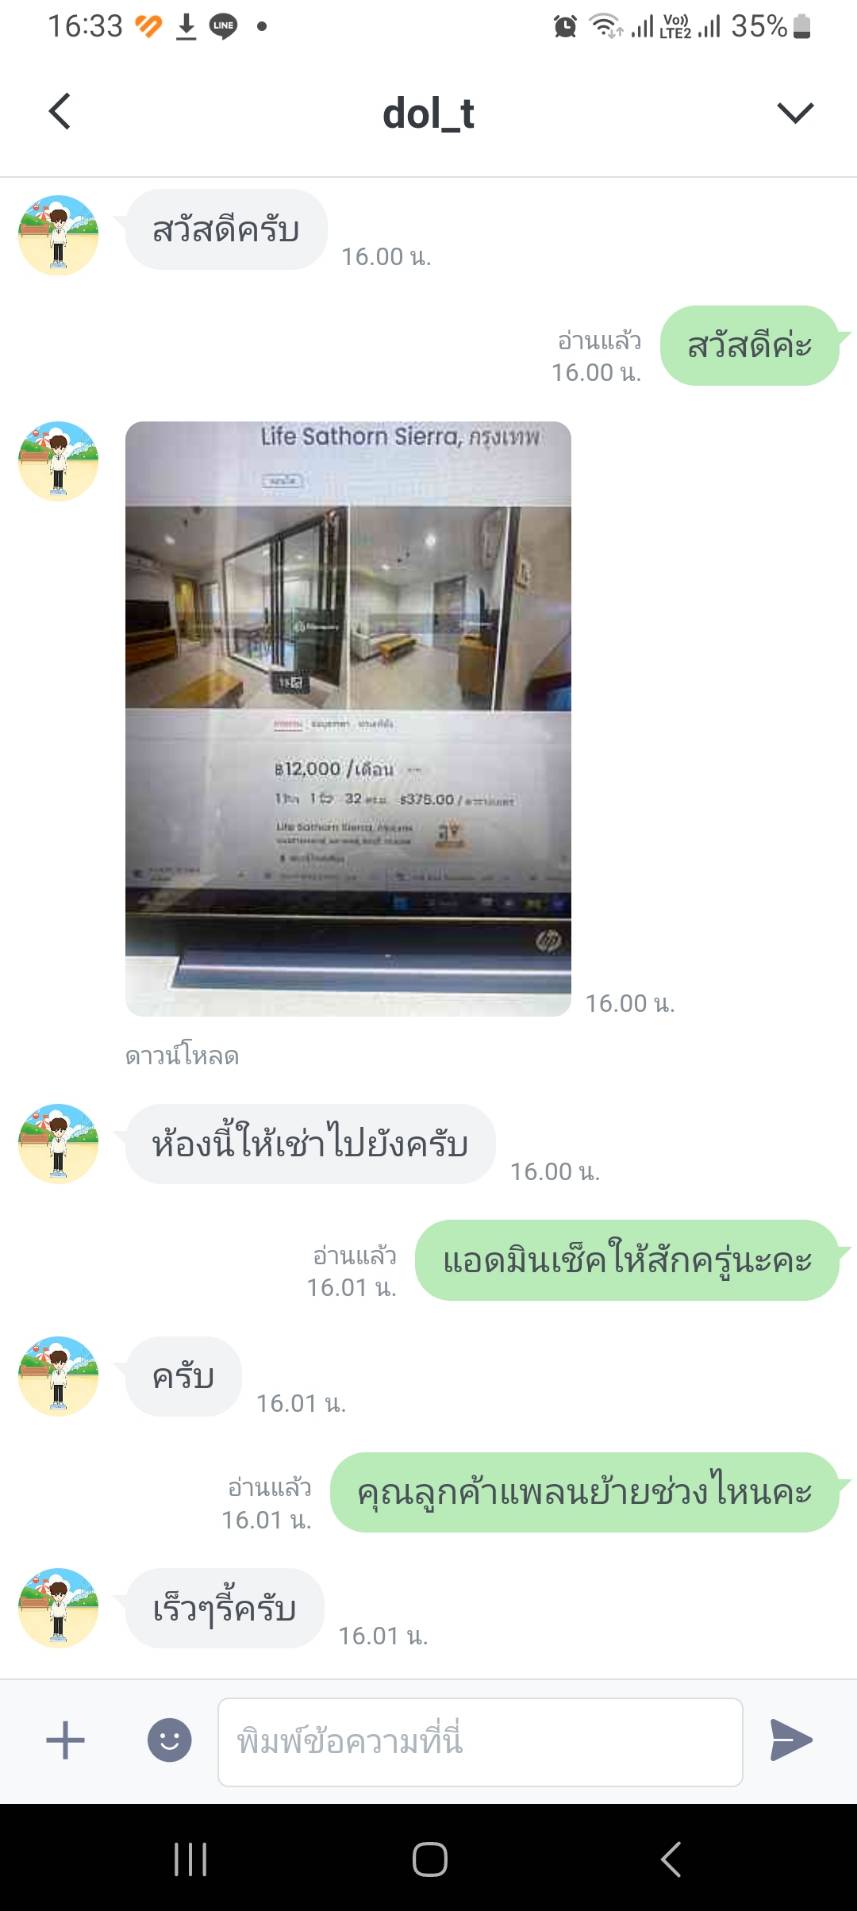 16:33
LINE
Vo))
LTE2
35%
dol_t
สวัสดีครับ
16.00 น.
อ่านแล้ว
16.00 น.
สวัสดีค่ะ
Life Sathorn Sierra, กรุงเทพ
฿12,000 /เดือน
32
Life Sathorn Sierra,
hp
16.00 น.
ดาวน์โหลด
ห้องนี้ให้เช่าไปยังครับ
16.00 น.
อ่านแล้ว
16.01 น.
แอดมินเช็คให้สักครู่นะคะ
ครับ
16.01 น.
อ่านแล้ว
16.01 น.
คุณลูกค้าแพลนย้ายช่วงไหนคะ
เร็วๆรี้ครับ
16.01 น.
พิมพ์ข้อความที่นี่